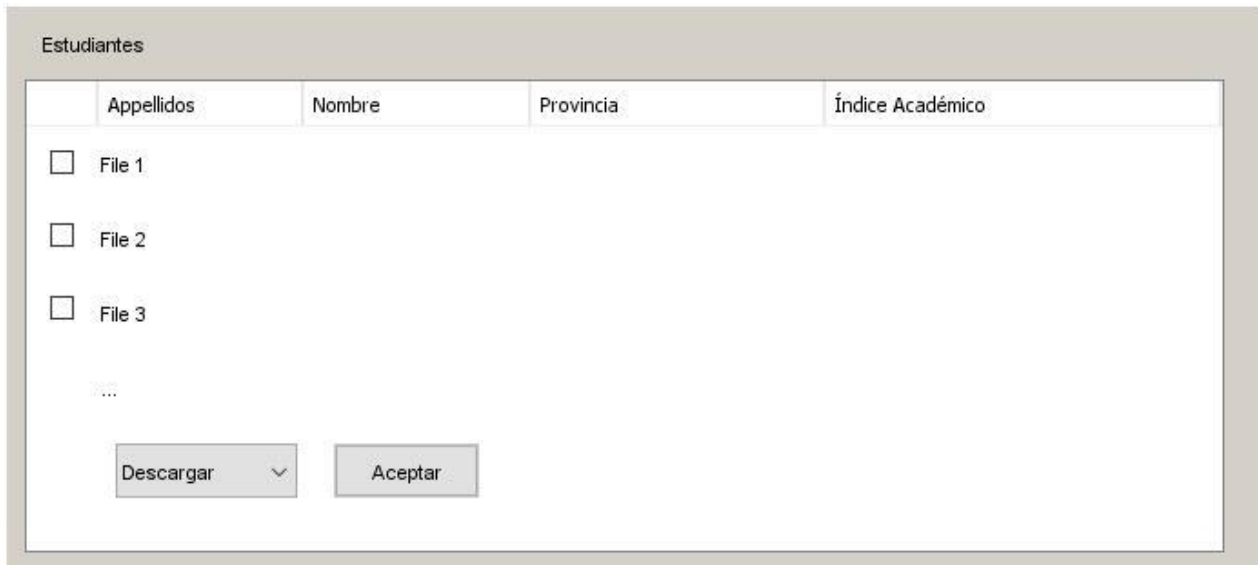 Estudiantes
Appellidos Nombre Provincia Índice Académico
File 1
File 2
File 3
...
Descargar Aceptar